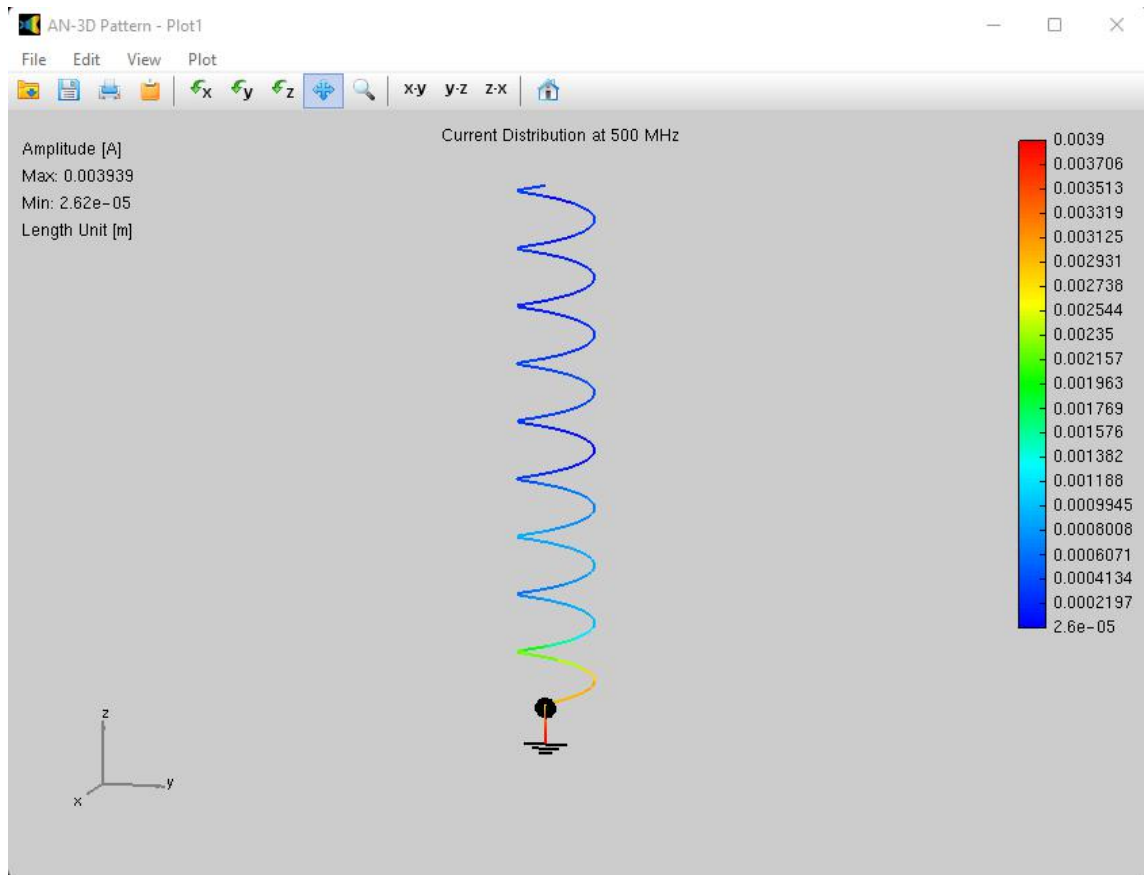 AN-3D Pattern - Plot1
File Edit View Plot
x y z x-y y-z z-x
Current Distribution at 500 MHz
Amplitude [A]
Max: 0.003939
Min: 2.62e-05
Length Unit [m]
0.0039
0.003706
0.003513
0.003319
0.003125
0.002931
0.002738
0.002544
0.00235
0.002157
0.001963
0.001769
0.001576
0.001382
0.001188
0.0009945
0.0008008
0.0006071
0.0004134
0.0002197
2.6e-05
z
y
x